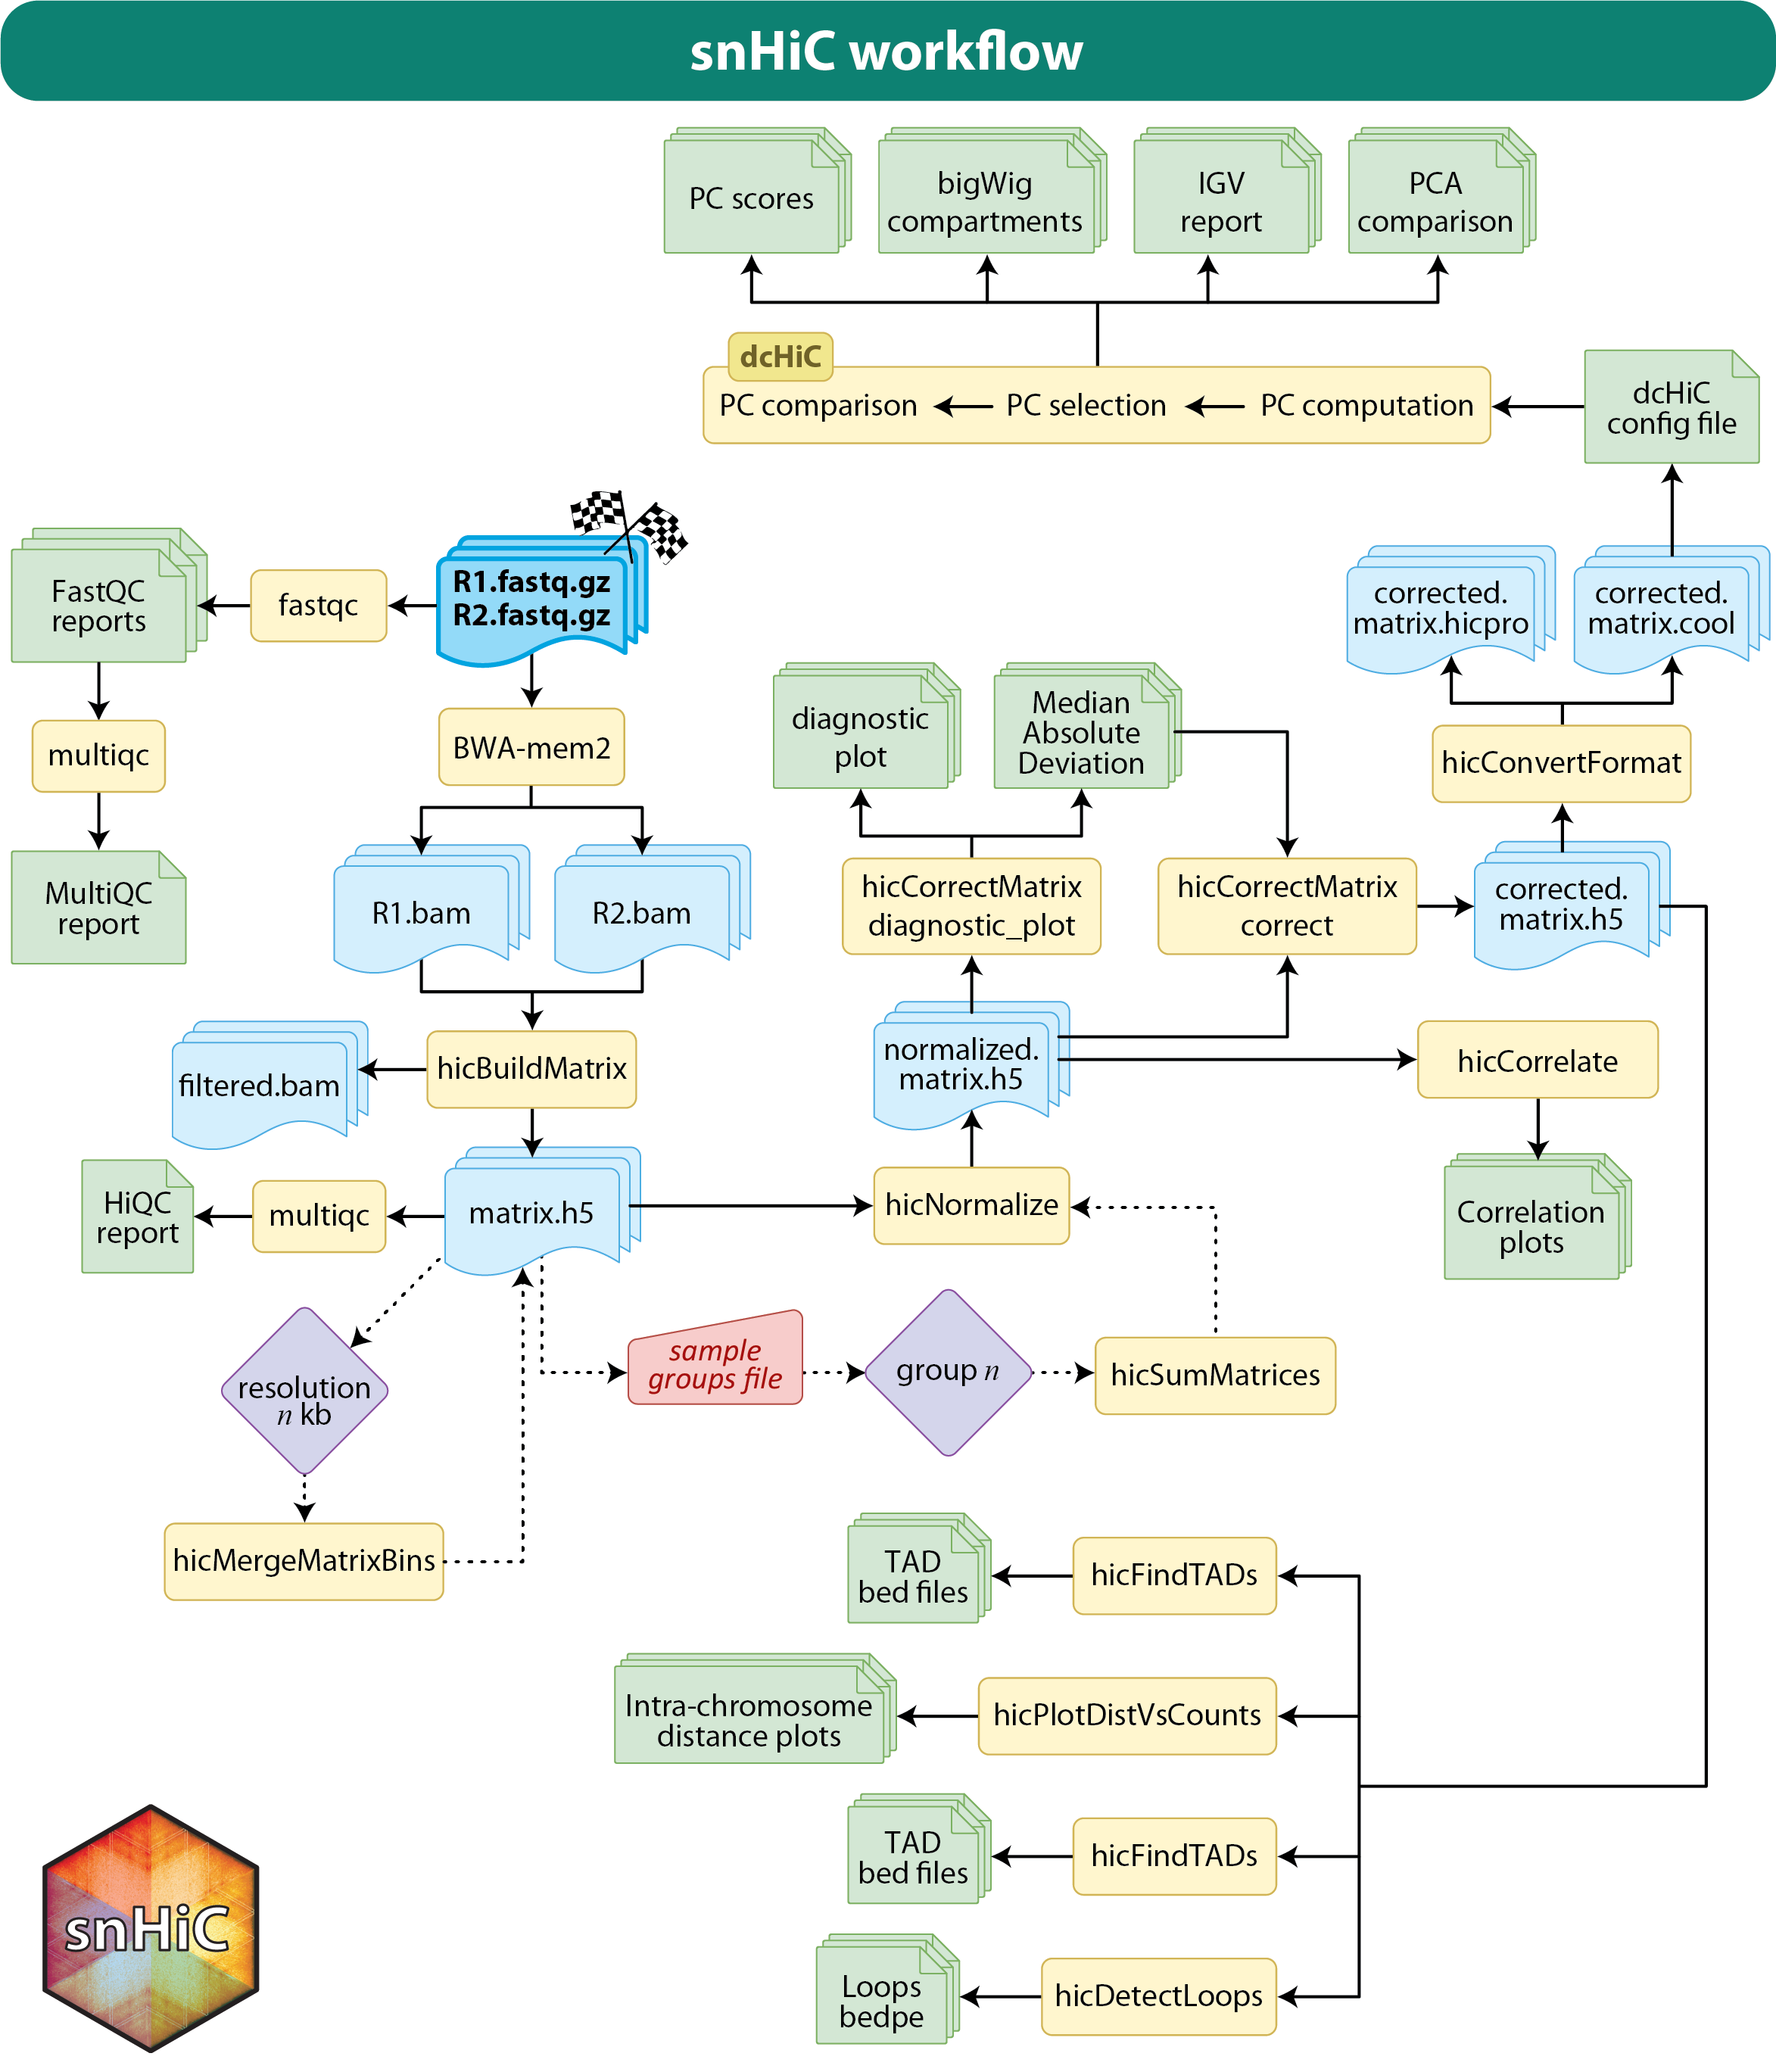 snHiC workflow
PC scores
bigWig
compartments
IGV
report
PCA
comparison
dcHiC
PC comparison
PC selection
PC computation
dcHiC
config file
FastQC
reports
fastqc
R1.fastq.gz
R2.fastq.gz
corrected.
matrix.hicpro
corrected.
matrix.cool
multiqc
BWA-mem2
diagnostic
plot
Median
Absolute
Deviation
hicConvertFormat
MultiQC
report
R1.bam
R2.bam
hicCorrectMatrix
diagnostic_plot
hicCorrectMatrix
correct
corrected.
matrix.h5
filtered.bam
hicBuildMatrix
normalized.
matrix.h5
hicCorrelate
HiQC
report
multiqc
matrix.h5
hicNormalize
Correlation
plots
resolution
n kb
sample
groups file
group n
hicSumMatrices
hicMergeMatrixBins
TAD
bed files
hicFindTADs
Intra-chromosome
distance plots
hicPlotDistVsCounts
TAD
bed files
hicFindTADs
snHiC
Loops
bedpe
hicDetectLoops